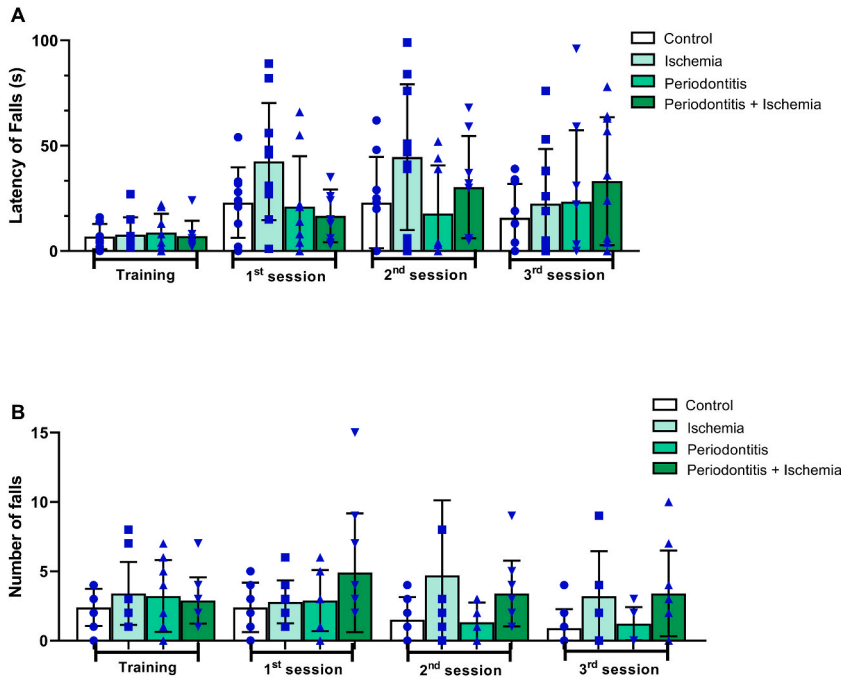 A
Latency of Falls (s)
100
50
0
Control
Ischemia
Periodontitis
Periodontitis + Ischemia
Training
1st session
2nd session
3rd session
B
Number of falls
15
10
5
0
Control
Ischemia
Periodontitis
Periodontitis + Ischemia
Training
1st session
2nd session
3rd session